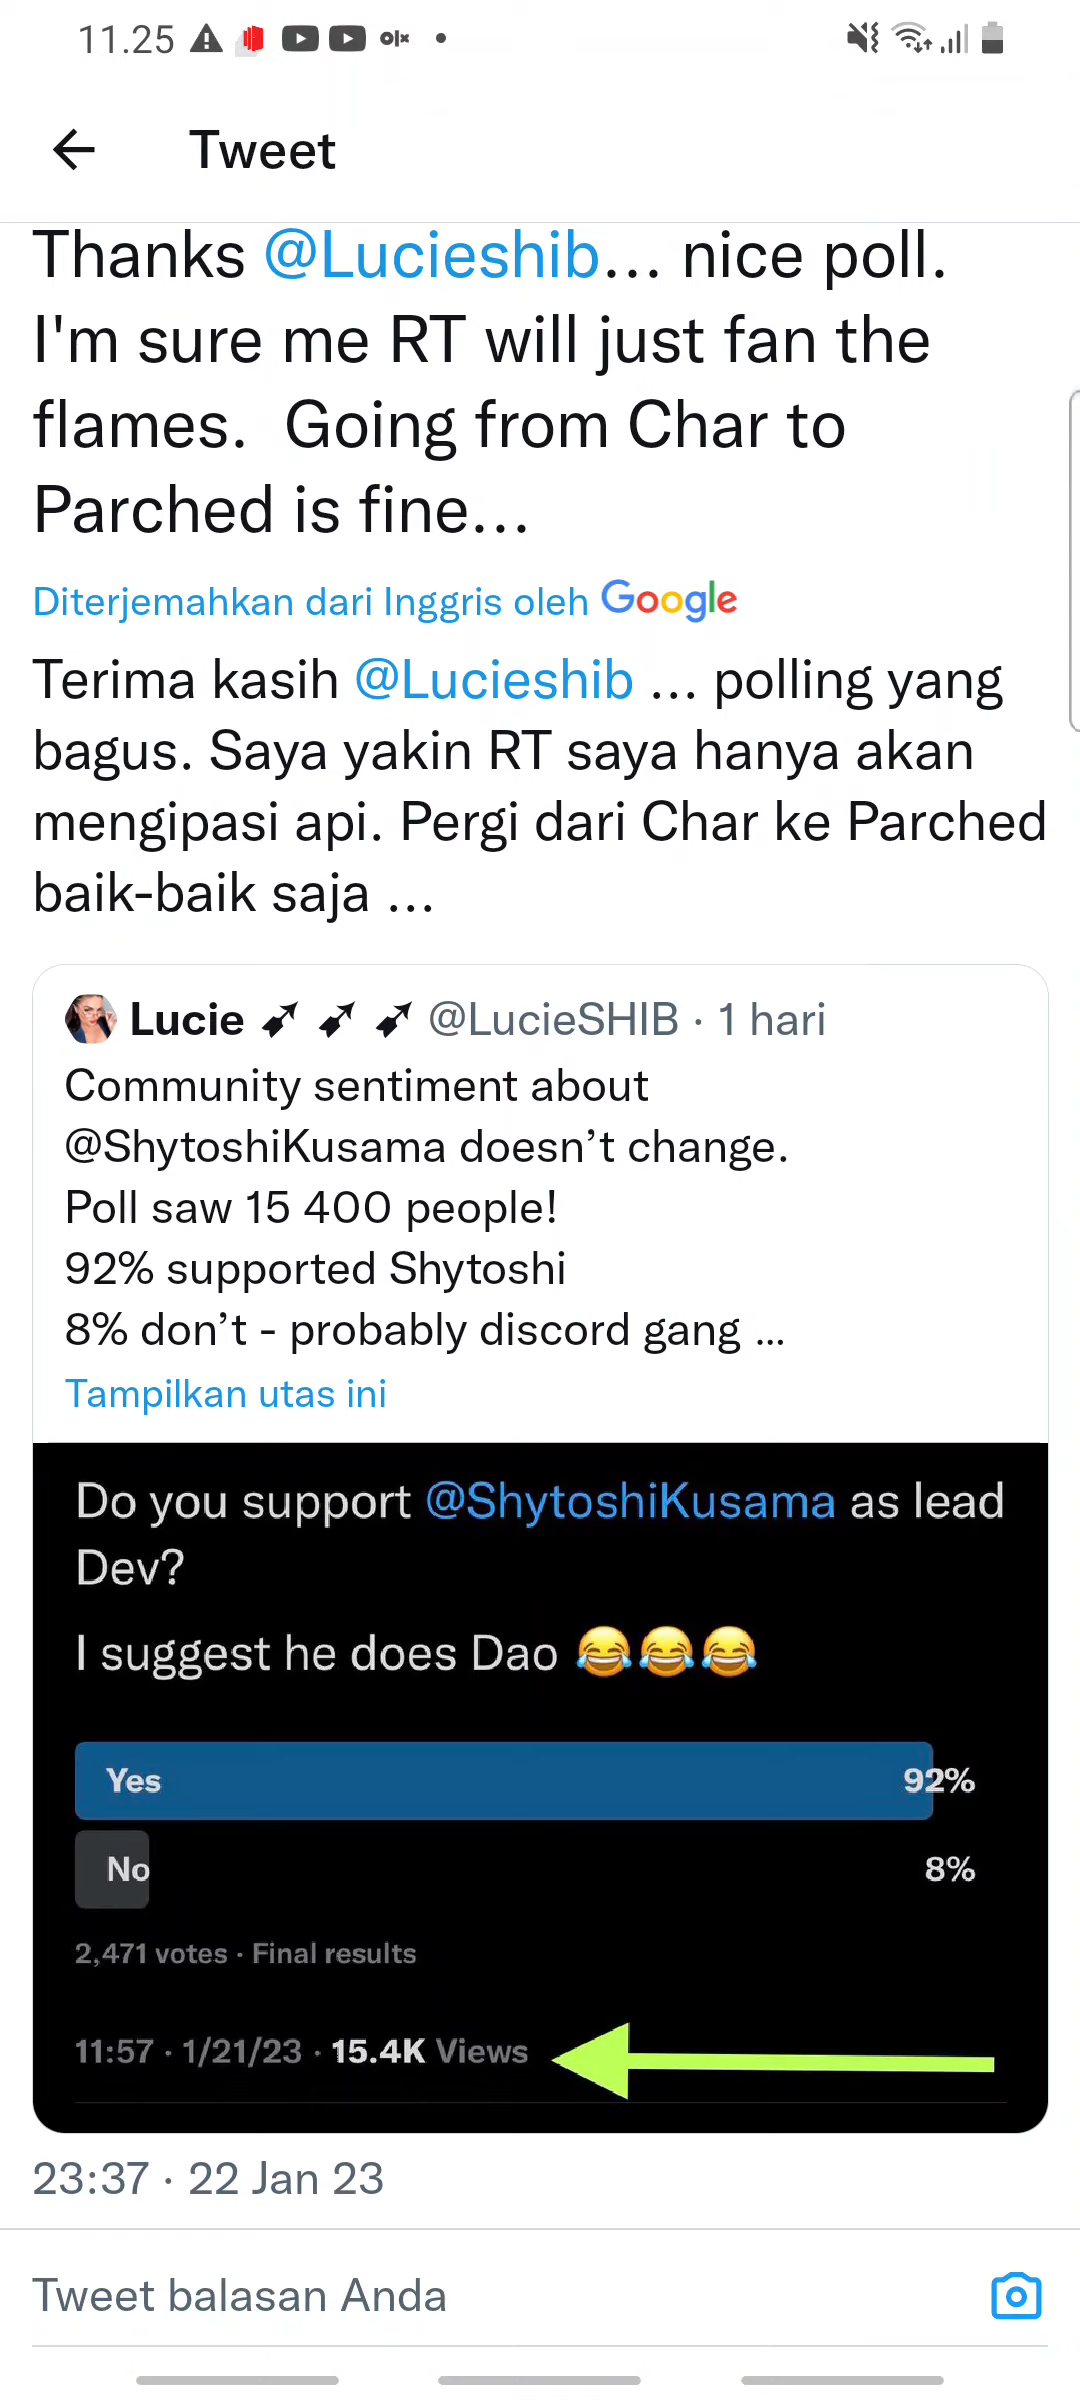 11.25 olx
Tweet
Thanks @Lucieshib... nice poll.
I'm sure me RT will just fan the
flames.  Going from Char to
Parched is fine...
Diterjemahkan dari Inggris oleh Google
Terima kasih @Lucieshib ... polling yang
bagus. Saya yakin RT saya hanya akan
mengipasi api. Pergi dari Char ke Parched
baik-baik saja ...
Lucie ➶ ➶ ➶ @LucieSHIB · 1 hari
Community sentiment about
@ShytoshiKusama doesn’t change.
Poll saw 15 400 people!
92% supported Shytoshi
8% don’t - probably discord gang ...
Tampilkan utas ini
Do you support @ShytoshiKusama as lead
Dev?
I suggest he does Dao 😂😂😂
Yes 92%
No 8%
2,471 votes · Final results
11:57 · 1/21/23 · 15.4K Views
23:37 · 22 Jan 23
Tweet balasan Anda